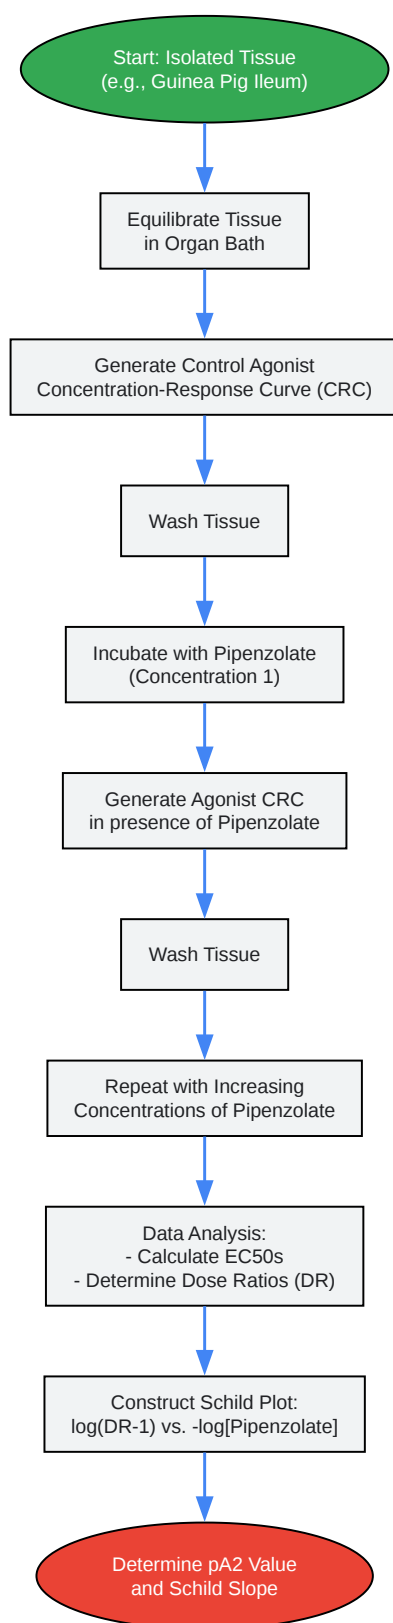 Start: Isolated Tissue
(e.g., Guinea Pig Ileum)
Equilibrate Tissue
in Organ Bath
Generate Control Agonist
Concentration-Response Curve (CRC)
Wash Tissue
Incubate with Pipenzolate
(Concentration 1)
Generate Agonist CRC
in presence of Pipenzolate
Wash Tissue
Repeat with Increasing
Concentrations of Pipenzolate
Data Analysis:
- Calculate EC50s
- Determine Dose Ratios (DR)
Construct Schild Plot:
log(DR-1) vs. -log[Pipenzolate]
Determine pA2 Value
and Schild Slope